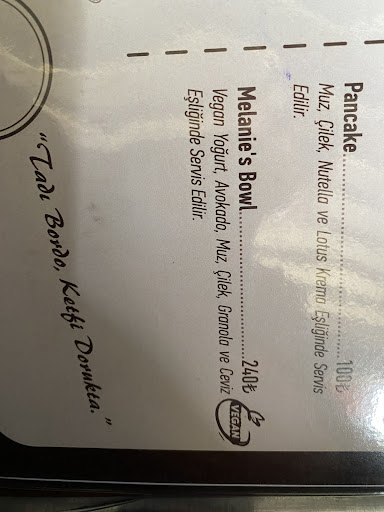 Pancake..............................100₺
Muz, Çilek, Nutella ve Lotus Krema Eşliğinde Servis
Edilir.
Melanie's Bowl..............................240₺
Vegan Yoğurt, Avokado, Muz, Çilek, Granola ve Ceviz
Eşliğinde Servis Edilir.
VEGAN
"Tadı Bordo, Keyfi Dorukta."